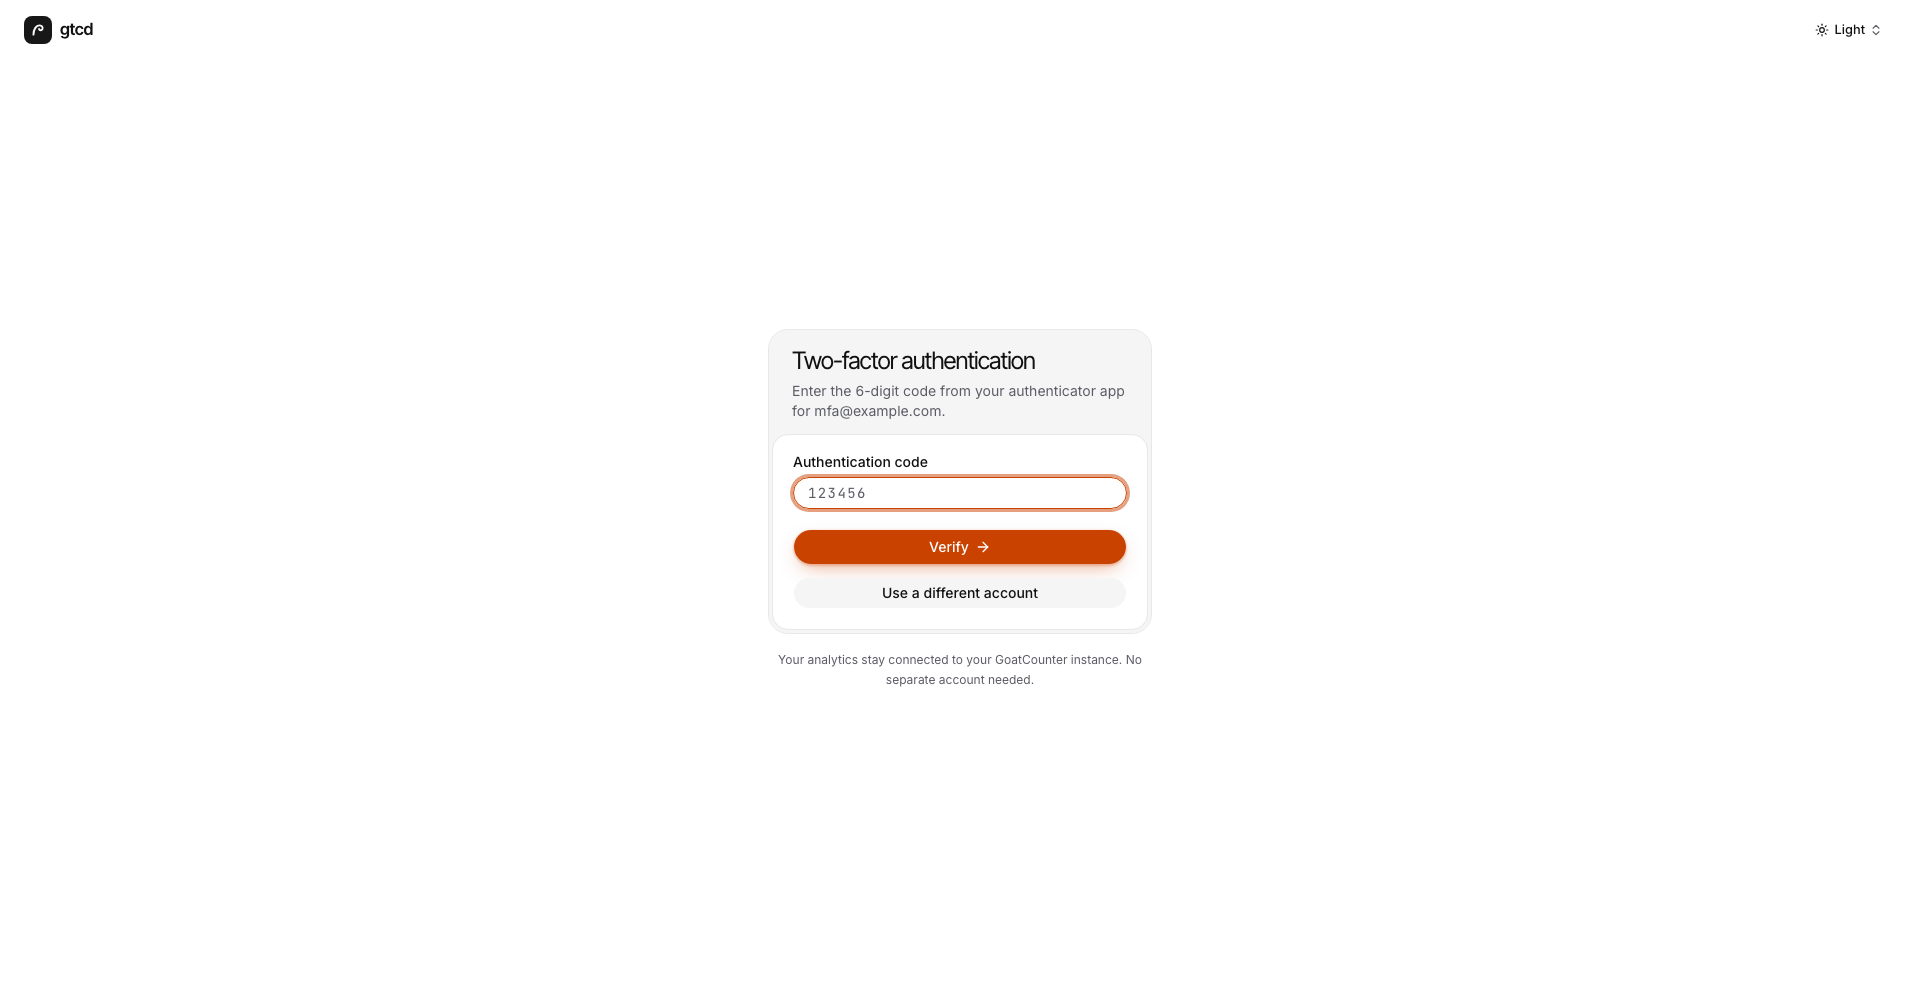 gtcd
Light
Two-factor authentication
Enter the 6-digit code from your authenticator app
for mfa@example.com.
Authentication code
123456
Verify
Use a different account
Your analytics stay connected to your GoatCounter instance. No
separate account needed.